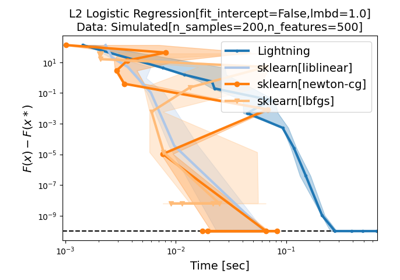 L2 Logistic Regression[fit_intercept=False,lmbd=1.0]
Data: Simulated[n_samples=200,n_features=500]
Lightning
sklearn[liblinear]
sklearn[newton-cg]
sklearn[lbfgs]
F(x) − F(x*)
10¹
10⁻¹
10⁻³
10⁻⁵
10⁻⁷
10⁻⁹
10⁻³
10⁻²
10⁻¹
Time [sec]